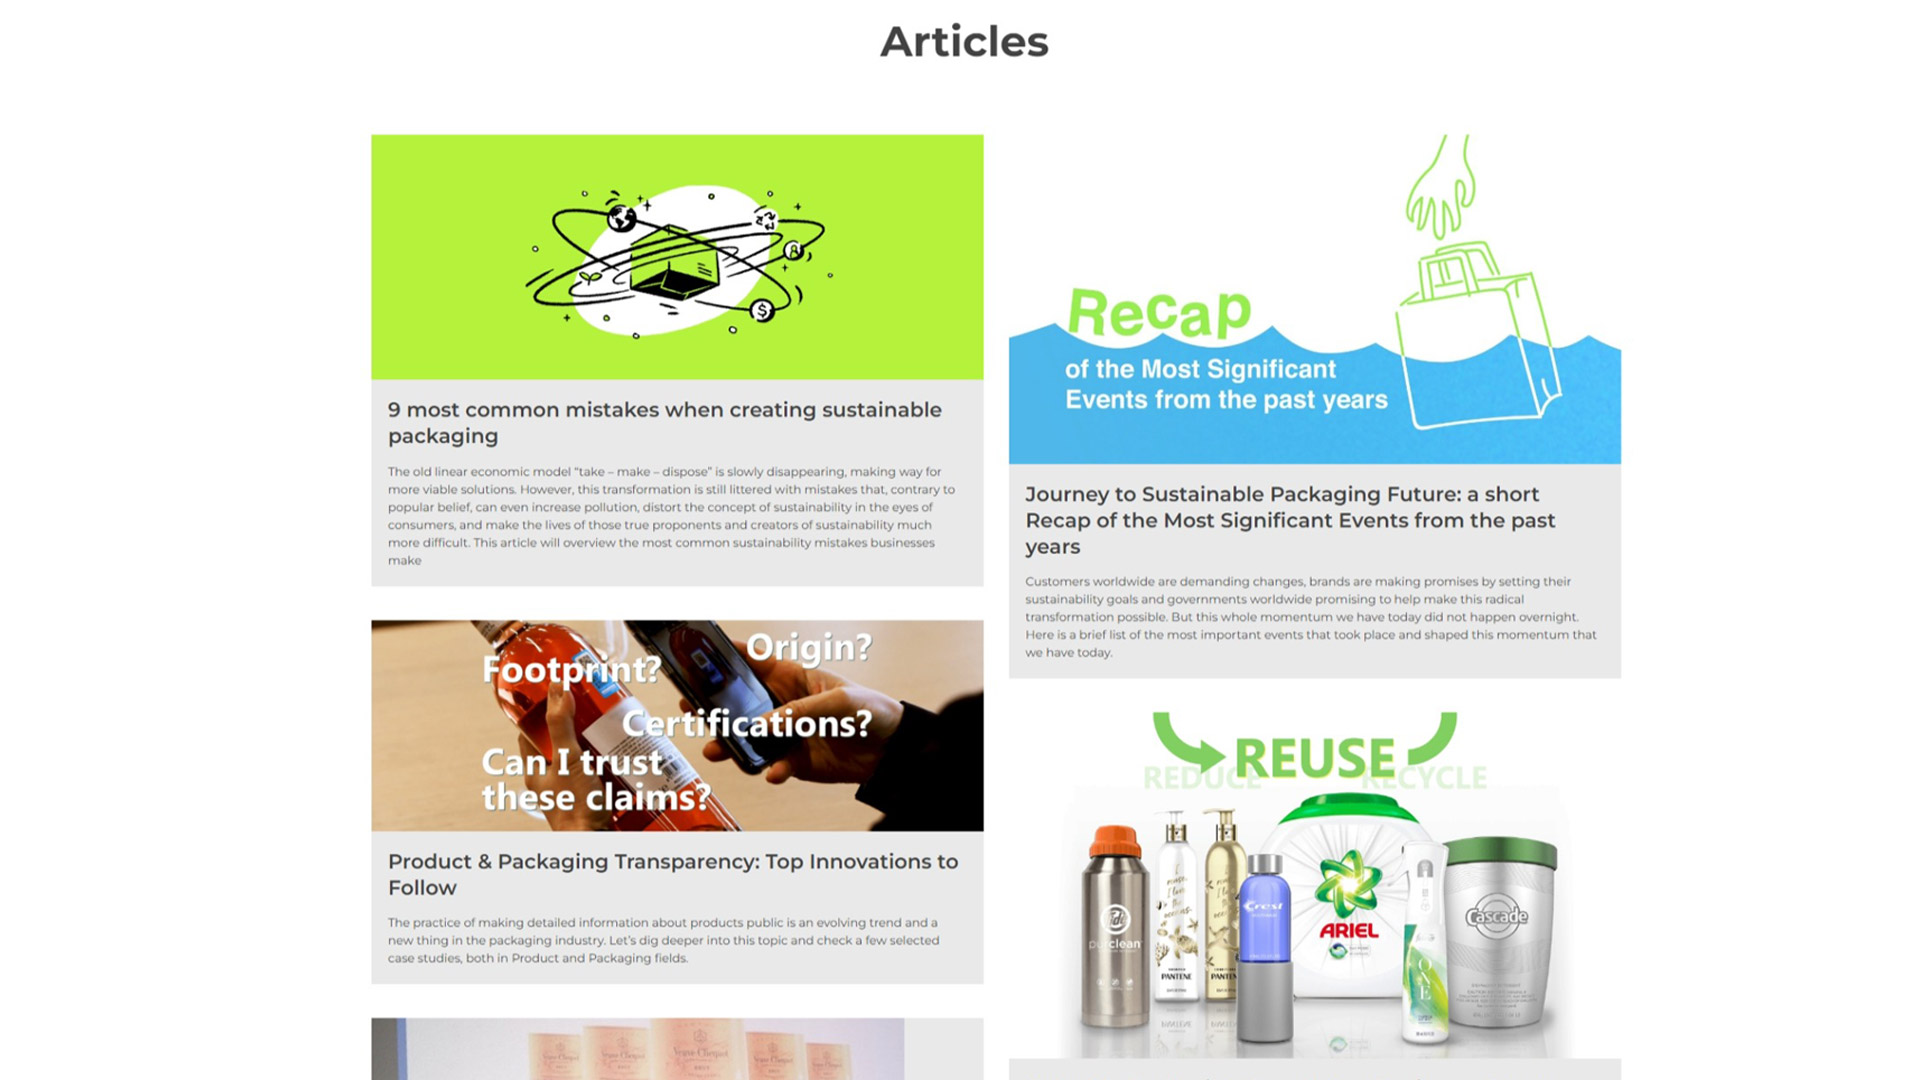 Articles
9 most common mistakes when creating sustainable
packaging
The old linear economic model “take – make – dispose” is slowly disappearing, making way for
more viable solutions. However, this transformation is still littered with mistakes that, contrary to
popular belief, can even increase pollution, distort the concept of sustainability in the eyes of
consumers, and make the lives of those true proponents and creators of sustainability much
more difficult. This article will overview the most common sustainability mistakes businesses
make
Footprint?
Origin?
Certifications?
Can I trust
these claims?
Product & Packaging Transparency: Top Innovations to
Follow
The practice of making detailed information about products public is an evolving trend and a
new thing in the packaging industry. Let’s dig deeper into this topic and check a few selected
case studies, both in Product and Packaging fields.
Veuve Clicquot
Recap
of the Most Significant
Events from the past years
Journey to Sustainable Packaging Future: a short
Recap of the Most Significant Events from the past
years
Customers worldwide are demanding changes, brands are making promises by setting their
sustainability goals and governments worldwide promising to help make this radical
transformation possible. But this whole momentum we have today did not happen overnight.
Here is a brief list of the most important events that took place and shaped this momentum that
we have today.
REUSE
REDUCE
RECYCLE
Tide
purclean
PANTENE
PANTENE
Crest
ARIEL
ONE
Cascade